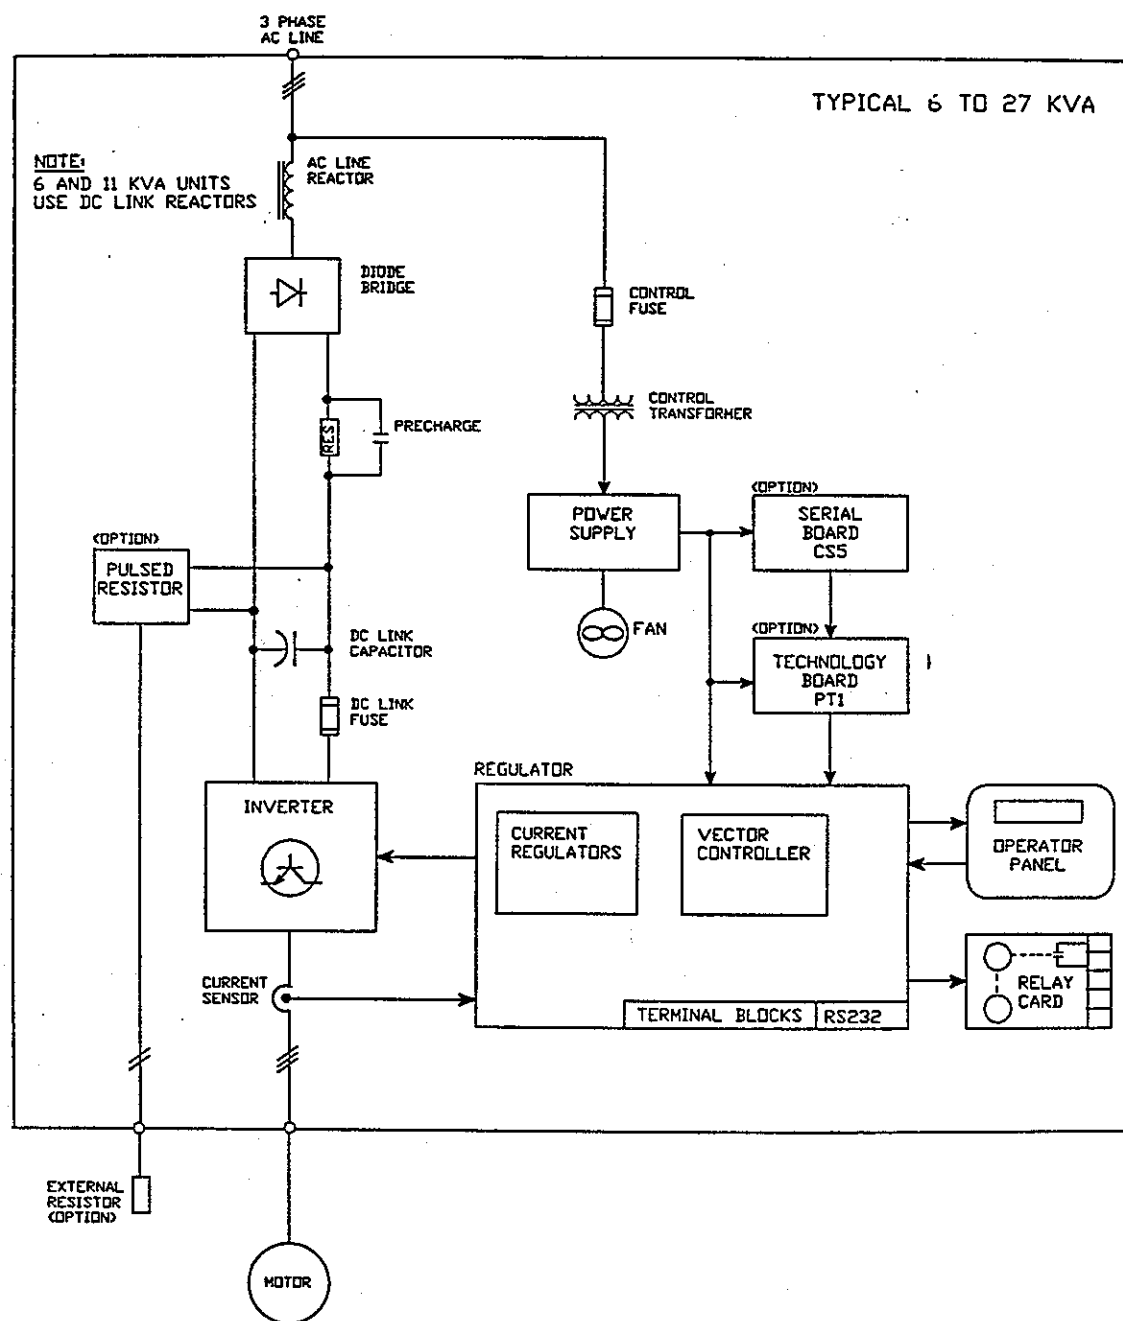 3 PHASE
AC LINE
TYPICAL 6 TO 27 KVA
NOTE:
6 AND 11 KVA UNITS
USE DC LINK REACTORS
AC LINE
REACTOR
DIODE
BRIDGE
CONTROL
FUSE
CONTROL
TRANSFORMER
RES
PRECHARGE
(OPTION)
PULSED
RESISTOR
POWER
SUPPLY
(OPTION)
SERIAL
BOARD
CS5
FAN
(OPTION)
TECHNOLOGY
BOARD
PT1
DC LINK
CAPACITOR
DC LINK
FUSE
INVERTER
REGULATOR
CURRENT
REGULATORS
VECTOR
CONTROLLER
OPERATOR
PANEL
CURRENT
SENSOR
RELAY
CARD
TERMINAL BLOCKS
RS232
EXTERNAL
RESISTOR
(OPTION)
MOTOR